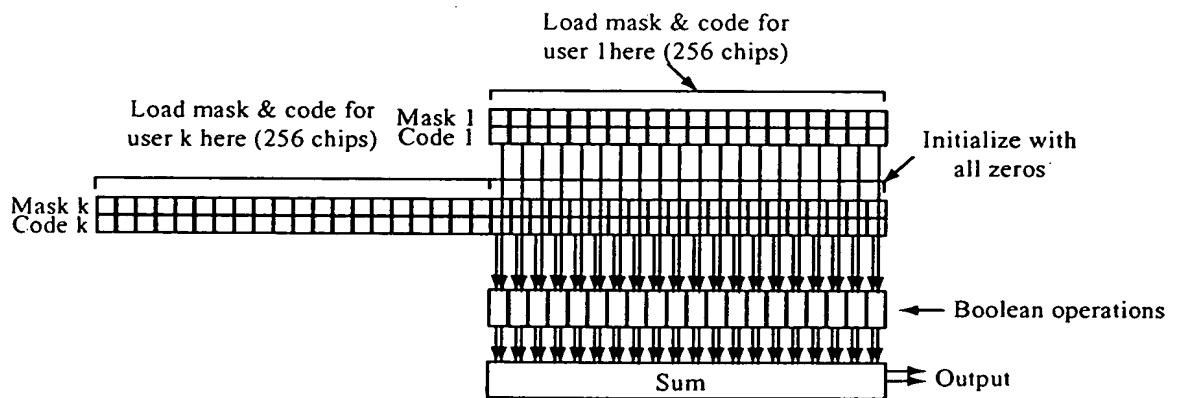 Load mask & code for
user 1here (256 chips)
Load mask & code for
user k here (256 chips)
Mask 1
Code 1
Initialize with
all zeros
Mask k
Code k
Boolean operations
Sum
Output